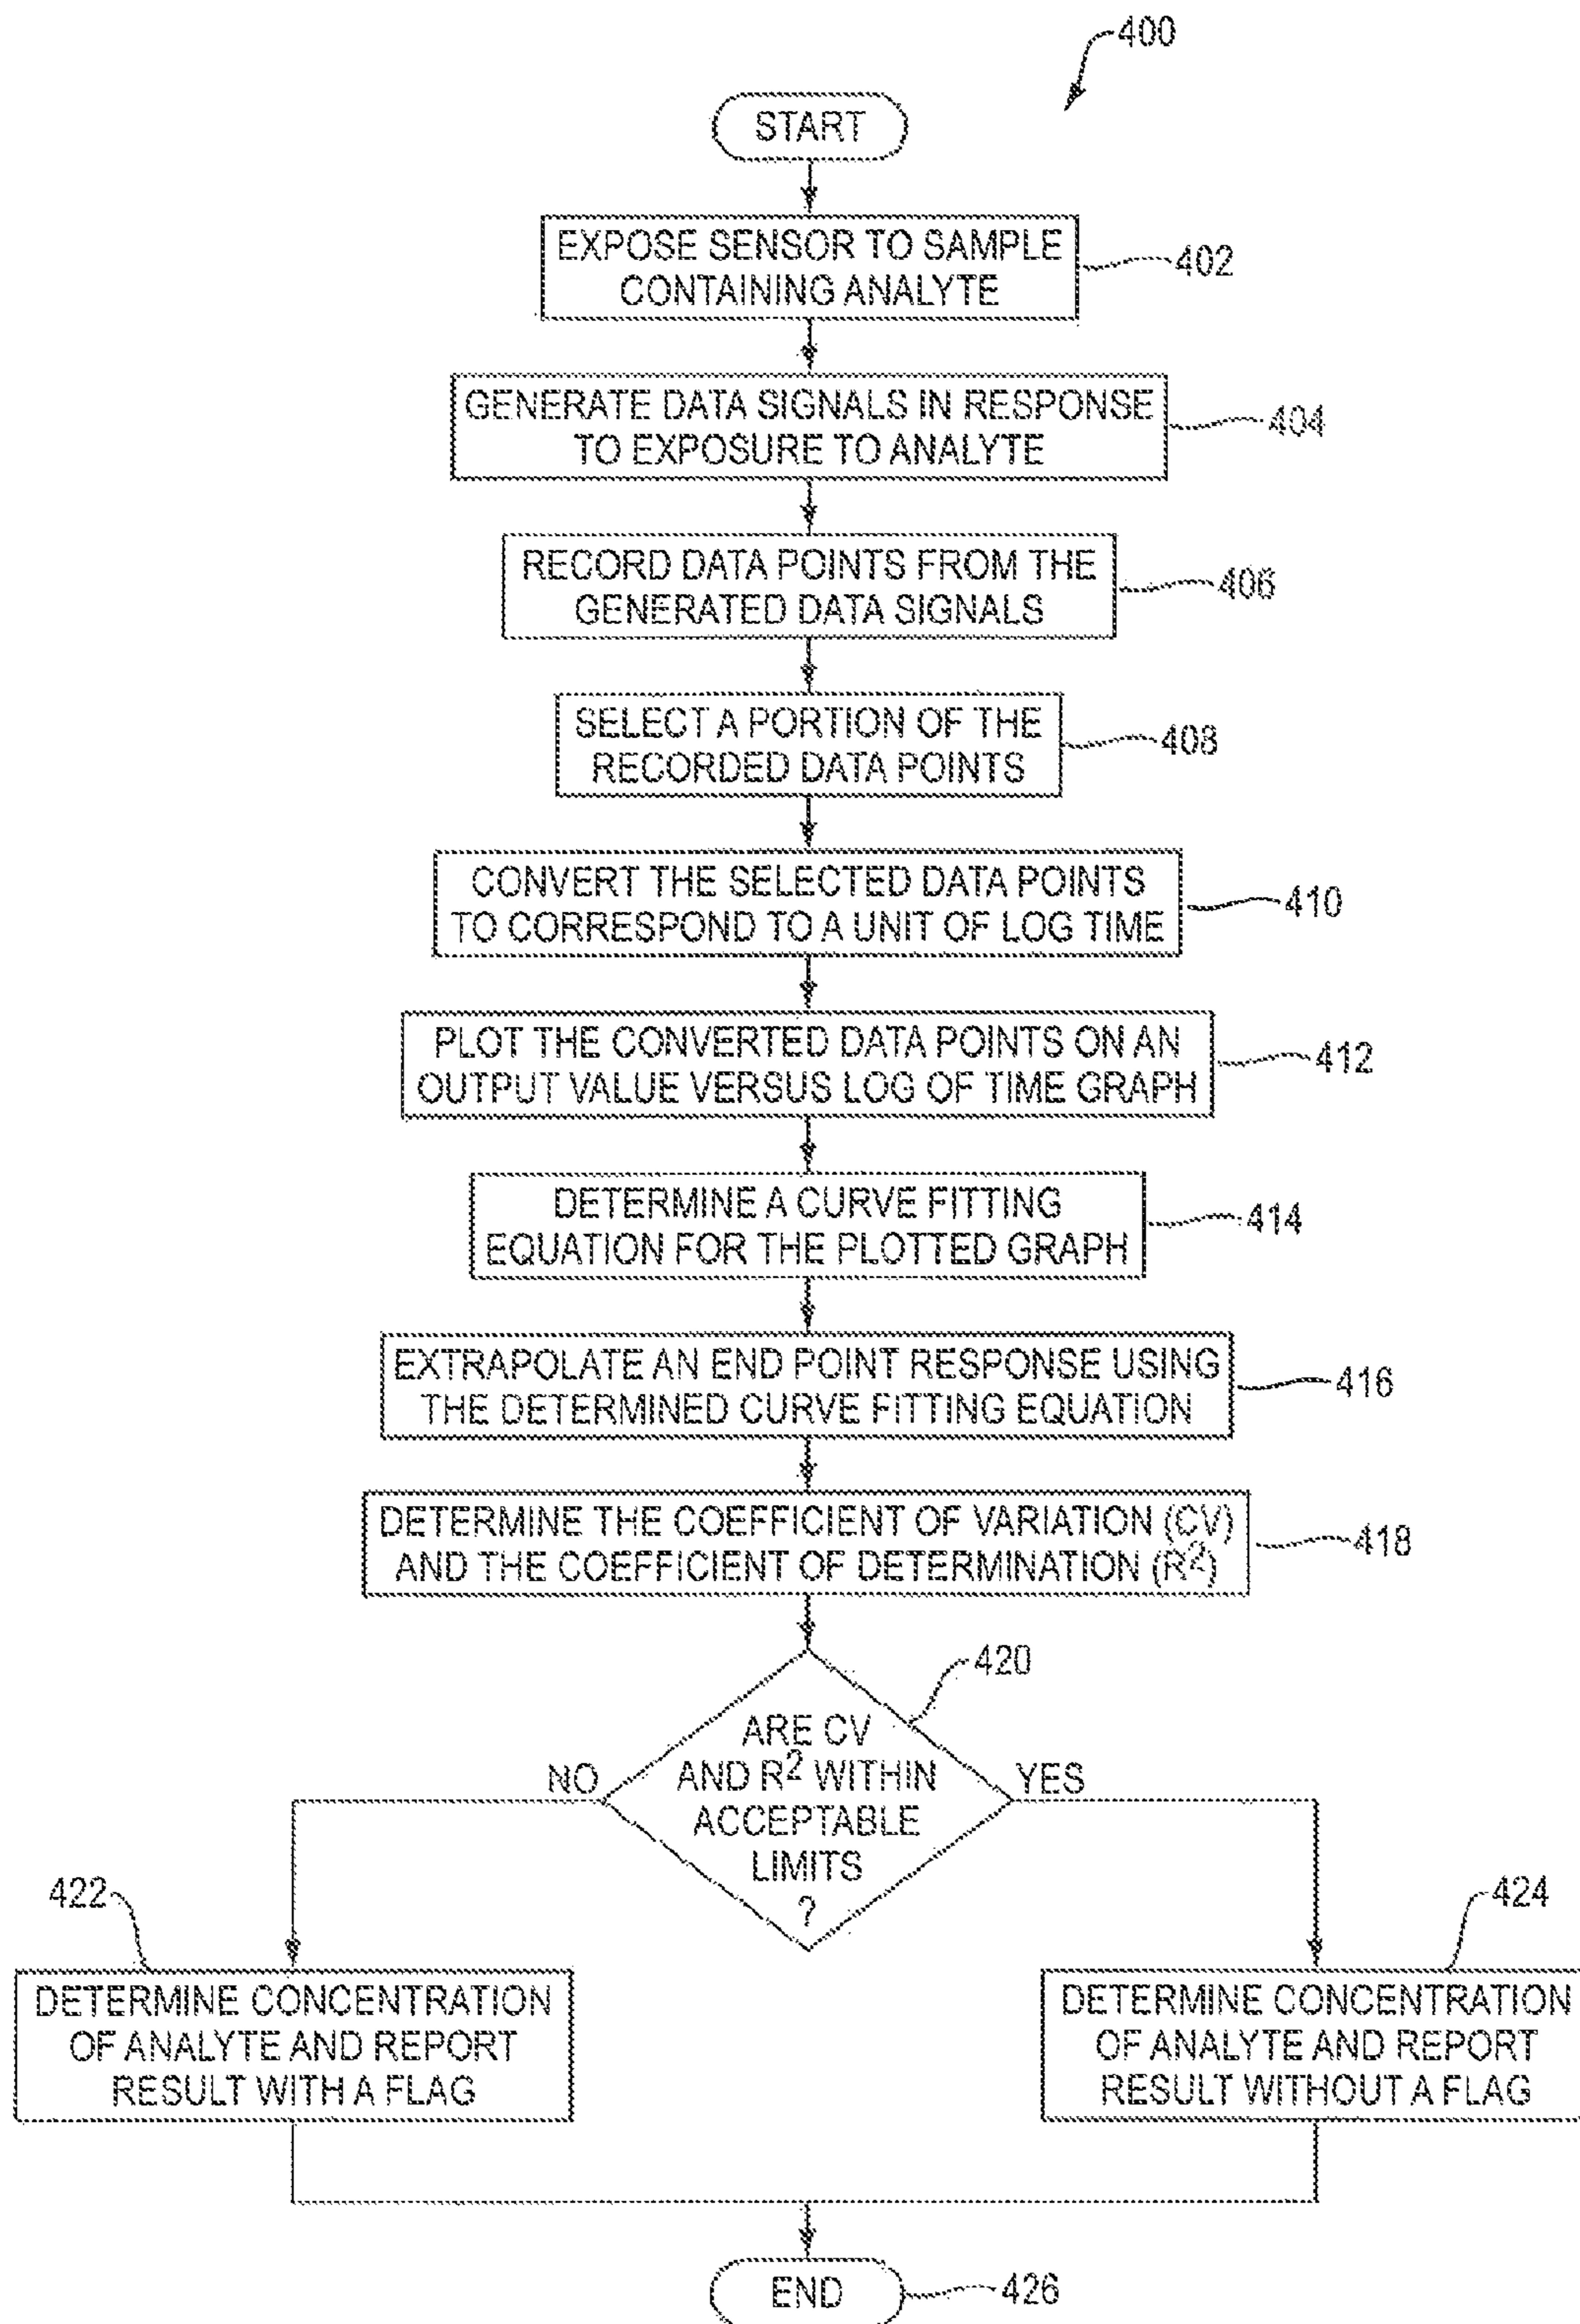 400
START
EXPOSE SENSOR TO SAMPLE
CONTAINING ANALYTE
402
GENERATE DATA SIGNALS IN RESPONSE
TO EXPOSURE TO ANALYTE
404
RECORD DATA POINTS FROM THE
GENERATED DATA SIGNALS
406
SELECT A PORTION OF THE
RECORDED DATA POINTS
408
CONVERT THE SELECTED DATA POINTS
TO CORRESPOND TO A UNIT OF LOG TIME
410
PLOT THE CONVERTED DATA POINTS ON AN
OUTPUT VALUE VERSUS LOG OF TIME GRAPH
412
DETERMINE A CURVE FITTING
EQUATION FOR THE PLOTTED GRAPH
414
EXTRAPOLATE AN END POINT RESPONSE USING
THE DETERMINED CURVE FITTING EQUATION
416
DETERMINE THE COEFFICIENT OF VARIATION (CV)
AND THE COEFFICIENT OF DETERMINATION (R²)
418
420
ARE CV
AND R² WITHIN
ACCEPTABLE
LIMITS
?
NO
YES
422
DETERMINE CONCENTRATION
OF ANALYTE AND REPORT
RESULT WITH A FLAG
424
DETERMINE CONCENTRATION
OF ANALYTE AND REPORT
RESULT WITHOUT A FLAG
END
426